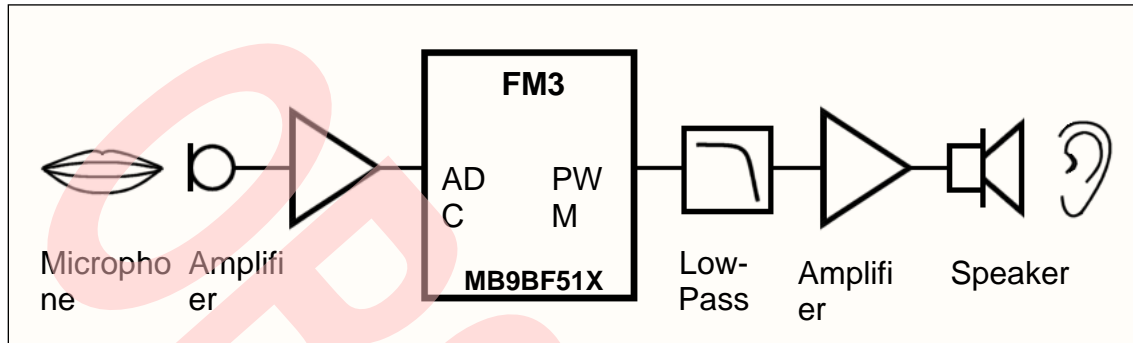 FM3
AD
C
PW
M
MB9BF51X
Micropho
ne
Amplifi
er
Low-
Pass
Amplifi
er
Speaker